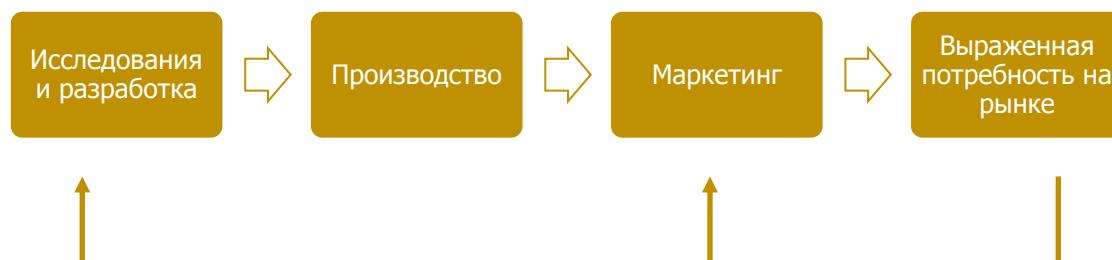 Исследования
и разработка
Производство
Маркетинг
Выраженная
потребность на
рынке